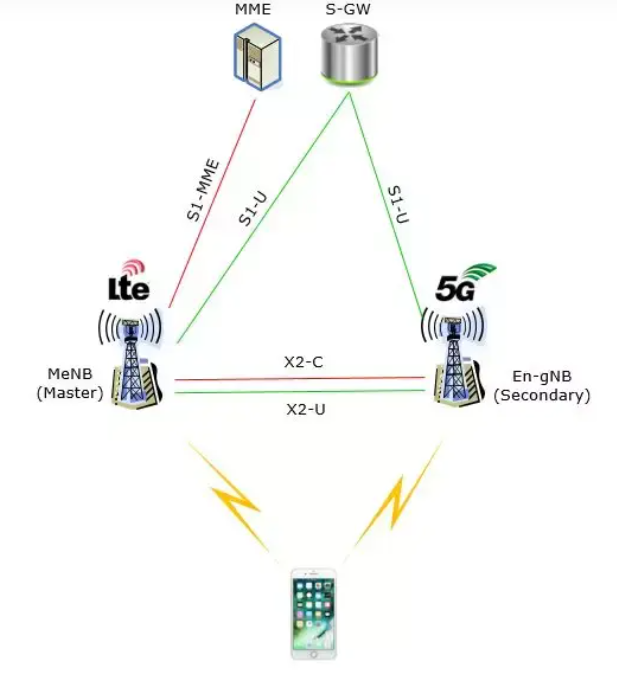 MME
S-GW
S1-MME
S1-U
S1-U
lte
5G
MeNB
(Master)
X2-C
X2-U
En-gNB
(Secondary)